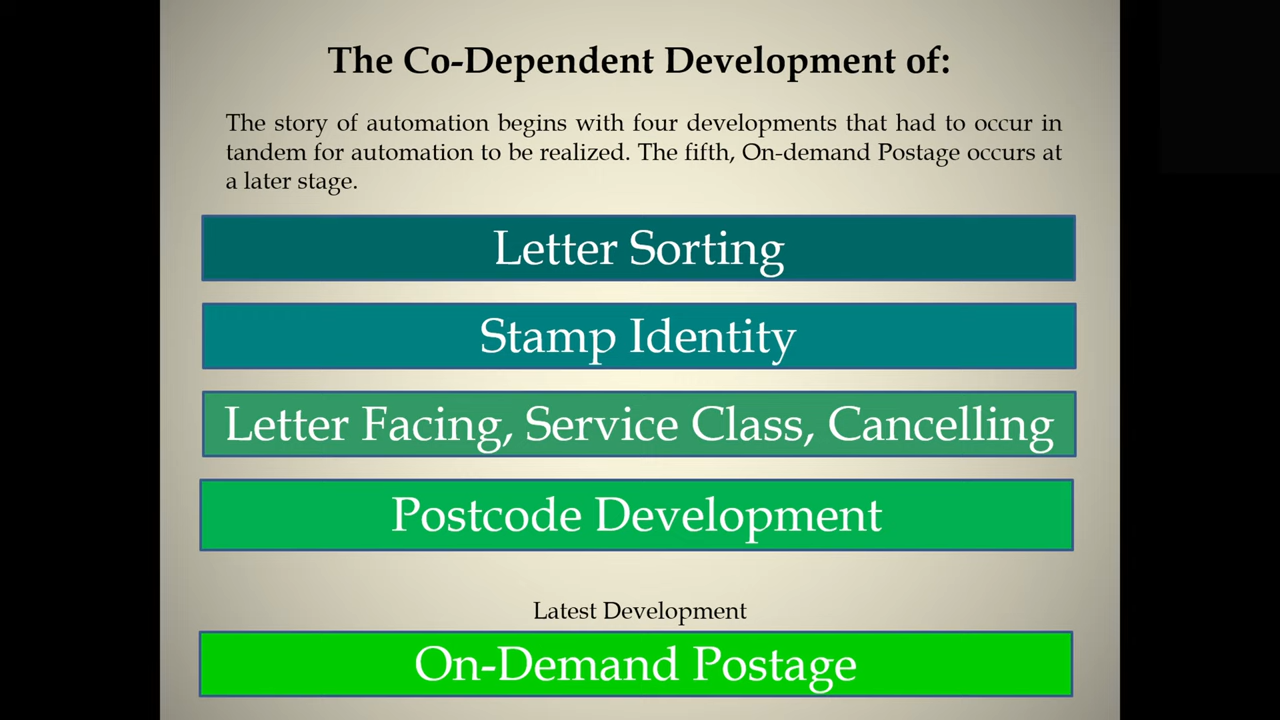 The Co-Dependent Development of:
The story of automation begins with four developments that had to occur in
tandem for automation to be realized. The fifth, On-demand Postage occurs at
a later stage.
Letter Sorting
Stamp Identity
Letter Facing, Service Class, Cancelling
Postcode Development
Latest Development
On-Demand Postage